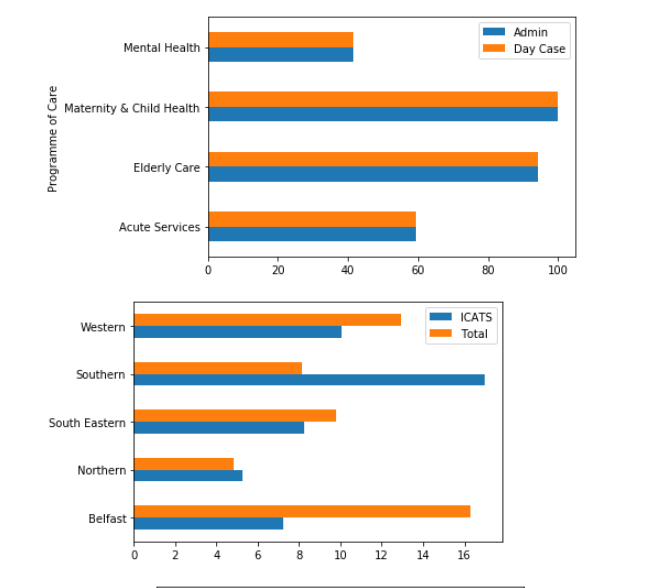 Admin
Day Case
Mental Health
Maternity & Child Health
Elderly Care
Acute Services
Programme of Care
0 20 40 60 80 100
ICATS
Total
Western
Southern
South Eastern
Northern
Belfast
0 2 4 6 8 10 12 14 16